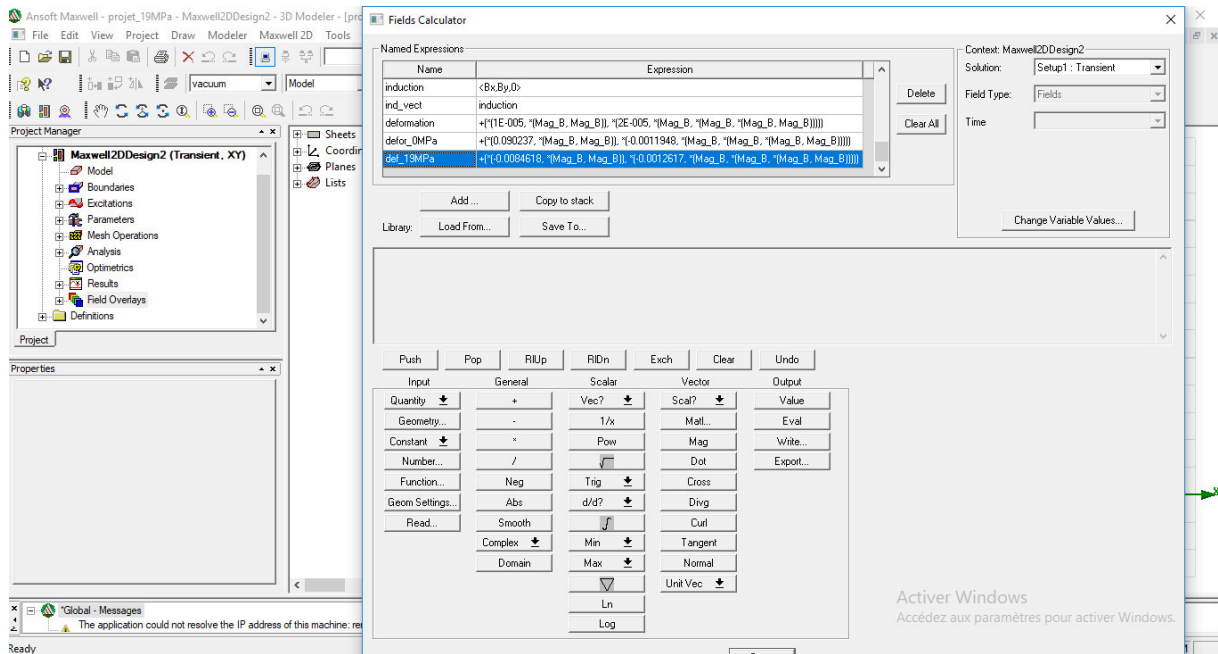 Ansoft Maxwell - projet_19MPa - Maxwell2DDesign2 - 3D Modeler - [pro
File Edit View Project Draw Modeler Maxwell 2D Tools
vacuum Model
Project Manager
Maxwell2DDesign2 (Transient, XY)
Model
Boundaries
Excitations
Parameters
Mesh Operations
Analysis
Optimetrics
Results
Field Overlays
Definitions
Project
Properties
Sheets
Coordin
Planes
Lists
Fields Calculator
Named Expressions
Name Expression
induction <Bx,By,0>
ind_vect induction
deformation +(*(1E-005, *(Mag_B, Mag_B)), *(2E-005, *(Mag_B, *(Mag_B, *(Mag_B, Mag_B)))))
defor_0MPa +(*(0.090237, *(Mag_B, Mag_B)), *(-0.0011948, *(Mag_B, *(Mag_B, *(Mag_B, Mag_B)))))
def_19MPa +(*(-0.0084618, *(Mag_B, Mag_B)), *(-0.0012617, *(Mag_B, *(Mag_B, *(Mag_B, Mag_B)))))
Delete
Clear All
Context: Maxwell2DDesign2
Solution: Setup1 : Transient
Field Type: Fields
Time
Change Variable Values...
Add ... Copy to stack
Library: Load From... Save To...
Push Pop RlUp RlDn Exch Clear Undo
Input General Scalar Vector Output
Quantity + Vec? Scal? Value
Geometry... - 1/x Matl... Eval
Constant * Pow Mag Write...
Number... / √ Dot Export...
Function... Neg Trig Cross
Geom Settings... Abs d/d? Divg
Read... Smooth ∫ Curl
Complex Min Tangent
Domain Max Normal
▽ Unit Vec
Ln
Log
Activer Windows
Accédez aux paramètres pour activer Windows.
*Global - Messages
The application could not resolve the IP address of this machine: re
Ready